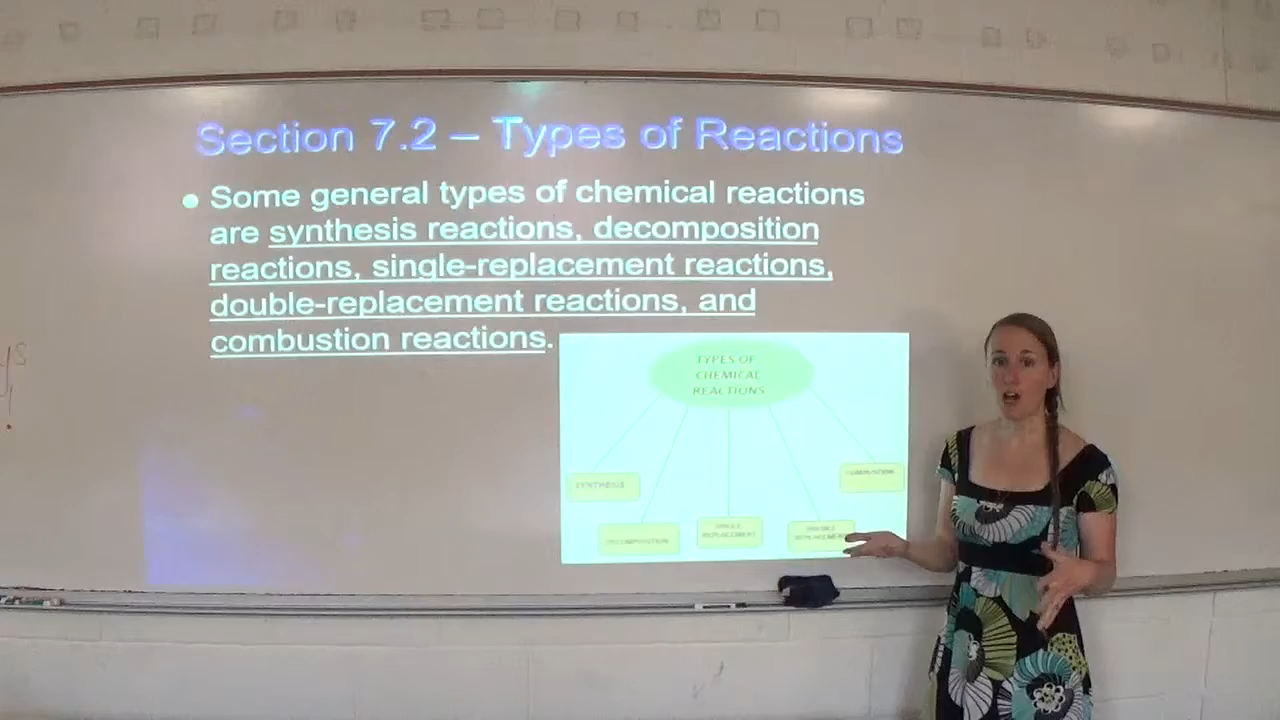 Section 7.2 – Types of Reactions
• Some general types of chemical reactions
are synthesis reactions, decomposition
reactions, single-replacement reactions,
double-replacement reactions, and
combustion reactions.
TYPES OF
CHEMICAL
REACTIONS
SYNTHESIS
DECOMPOSITION
SINGLE
REPLACEMENT
DOUBLE
REPLACEMENT
COMBUSTION